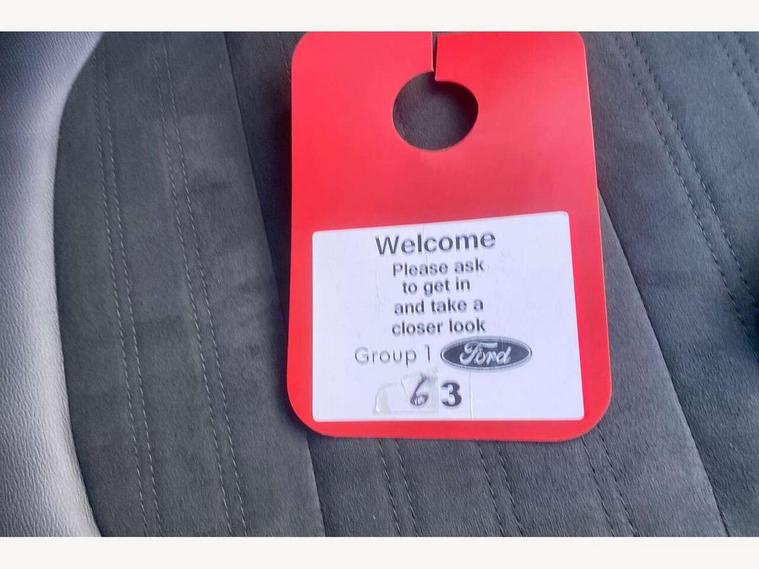 Welcome
Please ask
to get in
and take a
closer look
Group 1 Ford
63